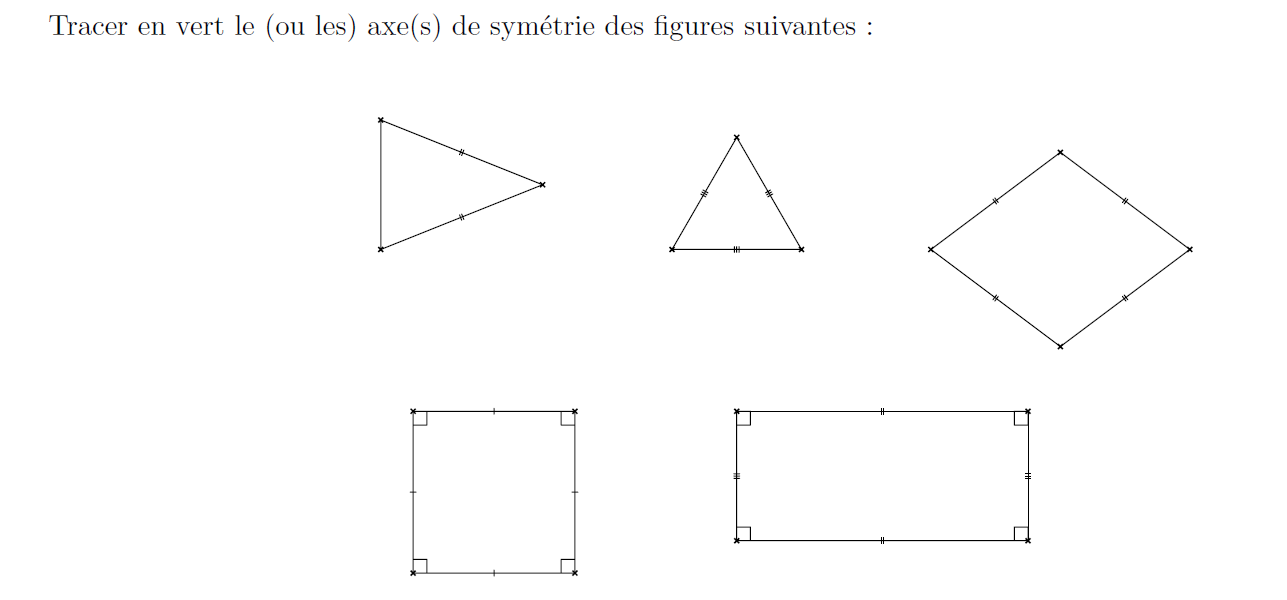 Tracer en vert le (ou les) axe(s) de symétrie des figures suivantes :